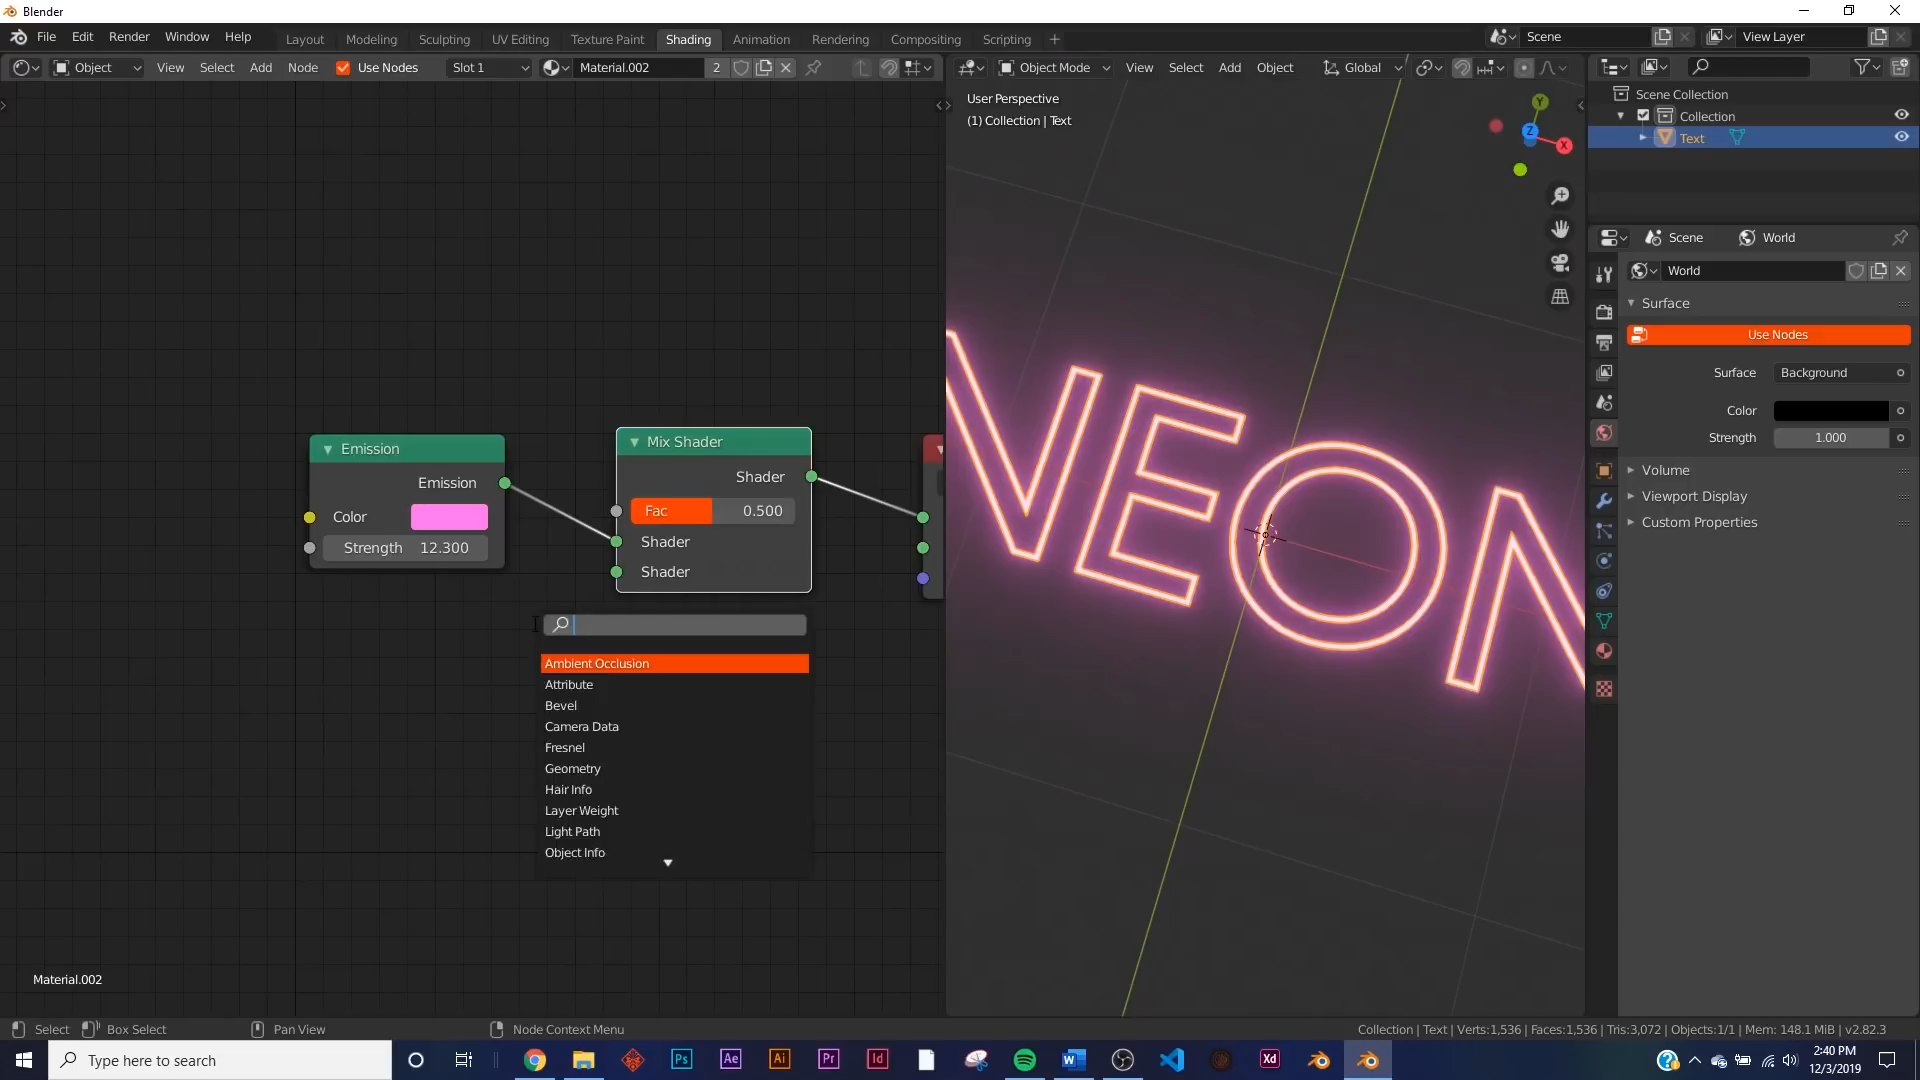 Blender
File Edit Render Window Help
Layout Modeling Sculpting UV Editing Texture Paint Shading Animation Rendering Compositing Scripting +
Scene
View Layer
Object View Select Add Node Use Nodes Slot 1 Material.002 2
Object Mode View Select Add Object Global
User Perspective
(1) Collection | Text
Y
Z
X
Scene Collection
Collection
Text
Scene World
World
Surface
Use Nodes
Surface Background
Color
Strength 1.000
Volume
Viewport Display
Custom Properties
Emission
Emission
Color
Strength 12.300
Mix Shader
Shader
Fac 0.500
Shader
Shader
NEON
Ambient Occlusion
Attribute
Bevel
Camera Data
Fresnel
Geometry
Hair Info
Layer Weight
Light Path
Object Info
Material.002
Select Box Select Pan View Node Context Menu
Collection | Text | Verts:1,536 | Faces:1,536 | Tris:3,072 | Objects:1/1 | Mem: 148.1 MiB | v2.82.3
Type here to search
Ps Ae Ai Pr Id W Xd
2:40 PM
12/3/2019